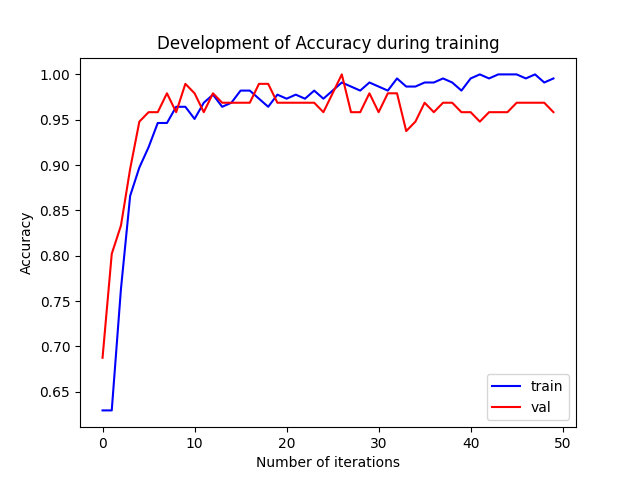 Development of Accuracy during training
1.00
0.95
0.90
0.85
0.80
0.75
0.70
0.65
Accuracy
0 10 20 30 40 50
Number of iterations
train
val